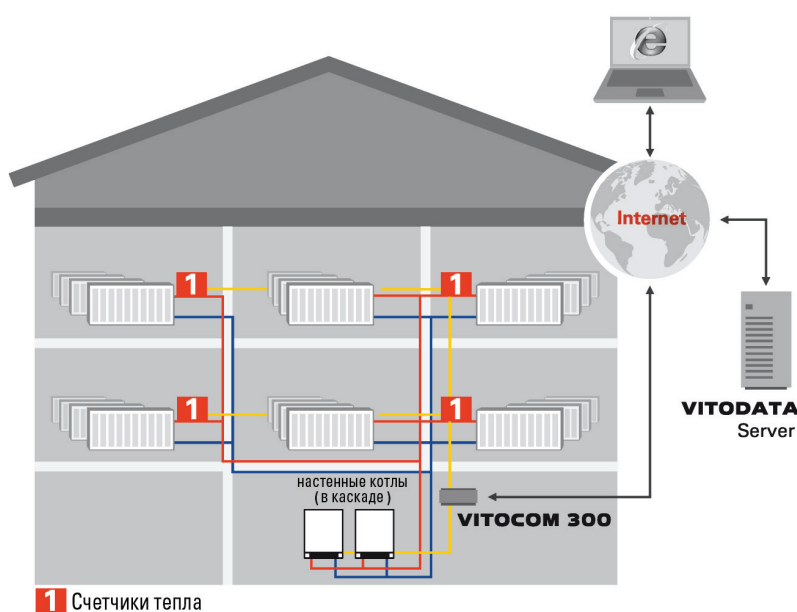 Internet
1
1
1
1
VITODATA
Server
настенные котлы
(в каскаде)
VITOCOM 300
1 Счетчики тепла